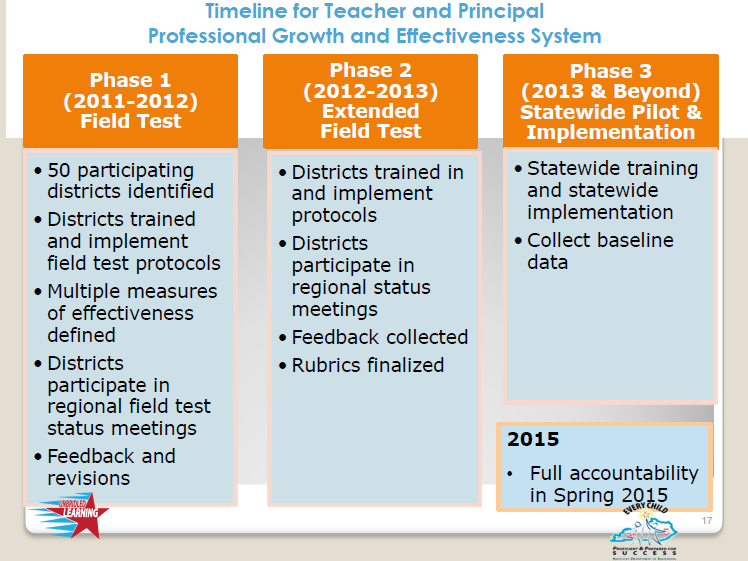 Timeline for Teacher and Principal
Professional Growth and Effectiveness System
Phase 1
(2011-2012)
Field Test
• 50 participating
districts identified
• Districts trained
and implement
field test protocols
• Multiple measures
of effectiveness
defined
• Districts
participate in
regional field test
status meetings
• Feedback and
revisions
Phase 2
(2012-2013)
Extended
Field Test
• Districts trained in
and implement
protocols
• Districts
participate in
regional status
meetings
• Feedback collected
• Rubrics finalized
Phase 3
(2013 & Beyond)
Statewide Pilot &
Implementation
• Statewide training
and statewide
implementation
• Collect baseline
data
2015
• Full accountability
in Spring 2015
UNBRIDLED
LEARNING
EVERY CHILD
PROFICIENT & PREPARED FOR
SUCCESS
KENTUCKY DEPARTMENT OF EDUCATION
17